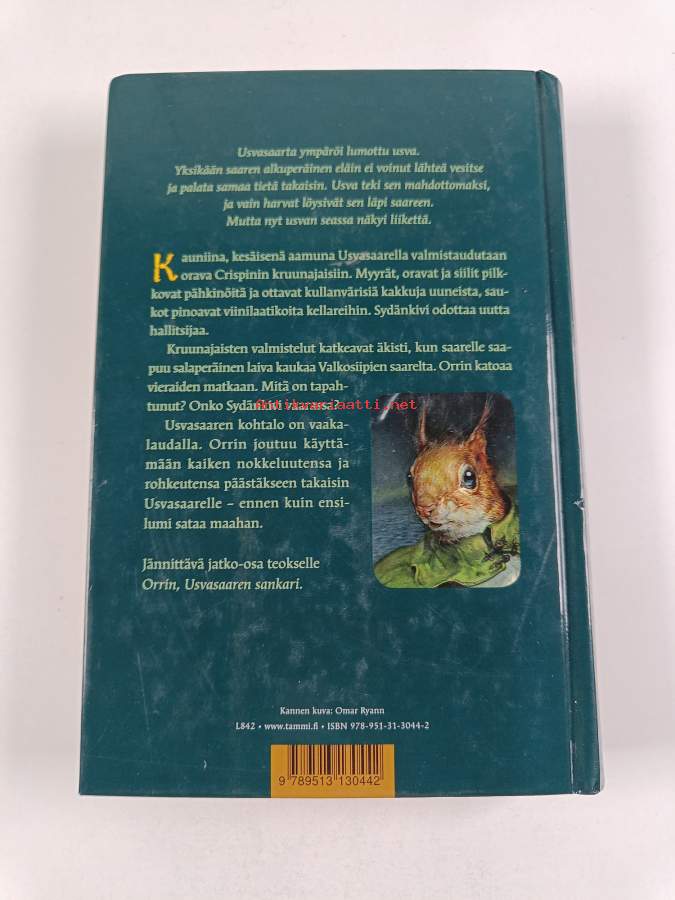 Usvasaarta ympäröi lumottu usva.
Yksikään saaren alkuperäinen eläin ei voinut lähteä vesitse
ja palata samaa tietä takaisin. Usva teki sen mahdottomaksi,
ja vain harvat löysivät sen läpi saareen.
Mutta nyt usvan seassa näkyi liikettä.
Kauniina, kesäisenä aamuna Usvasaarella valmistaudutaan
orava Crispinin kruunajaisiin. Myyrät, oravat ja siilit pilk-
kovat pähkinöitä ja ottavat kullanvärisiä kakkuja uuneista, sau-
kot pinoavat viinilaatikoita kellareihin. Sydänkivi odottaa uutta
hallitsijaa.
Kruunajaisten valmistelut katkeavat äkisti, kun saarelle saa-
puu salaperäinen laiva kaukaa Valkosiipien saarelta. Orrin katoaa
vieraiden matkaan. Mitä on tapah-
tunut? Onko Sydänkivi vaarassa?
Usvasaaren kohtalo on vaaka-
laudalla. Orrin joutuu käyttä-
mään kaiken nokkeluutensa ja
rohkeutensa päästäkseen takaisin
Usvasaarelle – ennen kuin ensi-
lumi sataa maahan.
Jännittävä jatko-osa teokselle
Orrin, Usvasaaren sankari.
Kannen kuva: Omar Ryann
L842 • www.tammi.fi • ISBN 978-951-31-3044-2
9 789513 130442